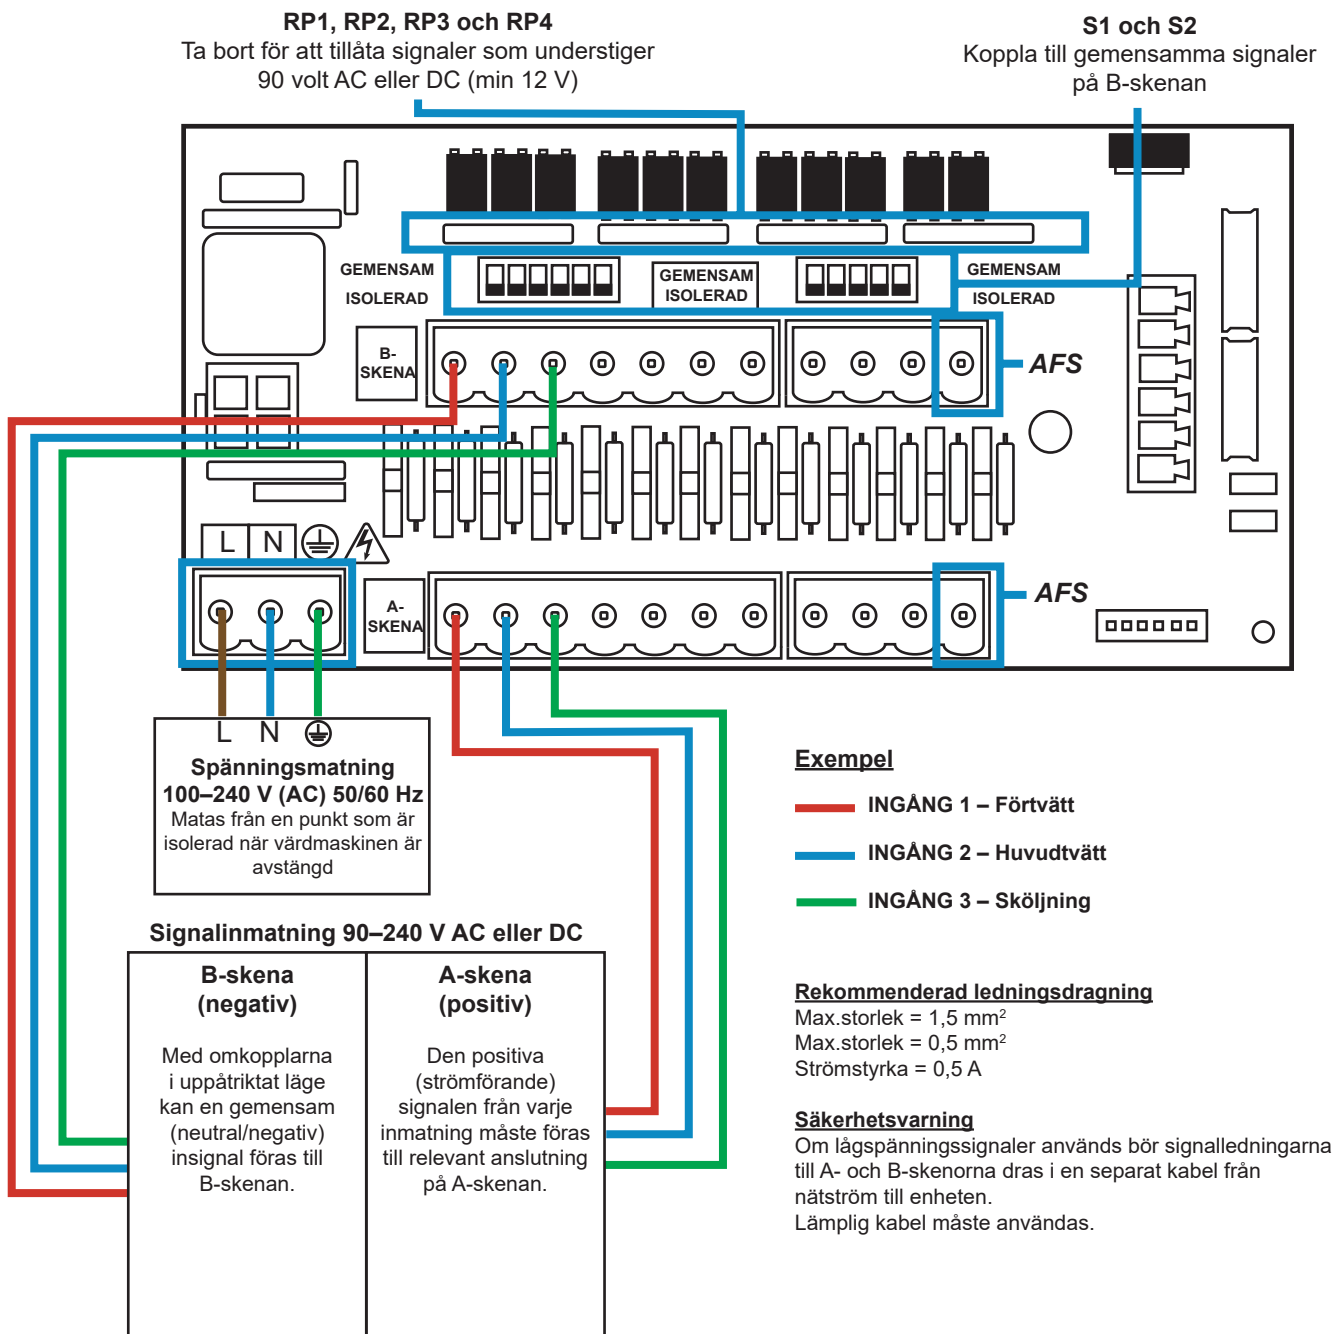 RP1, RP2, RP3 och RP4
Ta bort för att tillåta signaler som understiger
90 volt AC eller DC (min 12 V)
S1 och S2
Koppla till gemensamma signaler
på B-skenan
GEMENSAM
ISOLERAD
GEMENSAM
ISOLERAD
GEMENSAM
ISOLERAD
B-
SKENA
AFS
L N
A-
SKENA
AFS
L N
Spänningsmatning
100–240 V (AC) 50/60 Hz
Matas från en punkt som är
isolerad när värdmaskinen är
avstängd
Exempel
INGÅNG 1 – Förtvätt
INGÅNG 2 – Huvudtvätt
INGÅNG 3 – Sköljning
Signalinmatning 90–240 V AC eller DC
B-skena
(negativ)
Med omkopplarna
i uppåtriktat läge
kan en gemensam
(neutral/negativ)
insignal föras till
B-skenan.
A-skena
(positiv)
Den positiva
(strömförande)
signalen från varje
inmatning måste föras
till relevant anslutning
på A-skenan.
Rekommenderad ledningsdragning
Max.storlek = 1,5 mm²
Max.storlek = 0,5 mm²
Strömstyrka = 0,5 A
Säkerhetsvarning
Om lågspänningssignaler används bör signalledningarna
till A- och B-skenorna dras i en separat kabel från
nätström till enheten.
Lämplig kabel måste användas.